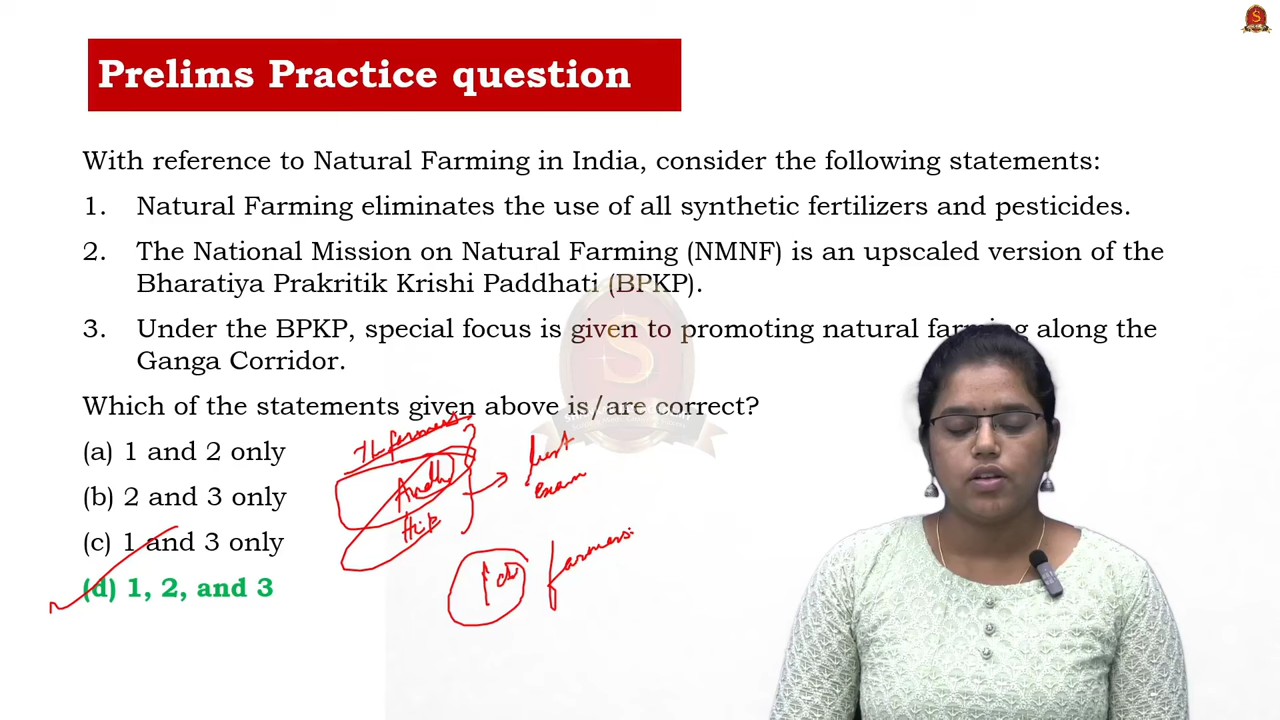 Prelims Practice question
With reference to Natural Farming in India, consider the following statements:
1. Natural Farming eliminates the use of all synthetic fertilizers and pesticides.
2. The National Mission on Natural Farming (NMNF) is an upscaled version of the
Bharatiya Prakritik Krishi Paddhati (BPKP).
3. Under the BPKP, special focus is given to promoting natural farming along the
Ganga Corridor.
Which of the statements given above is/are correct?
(a) 1 and 2 only
(b) 2 and 3 only
(c) 1 and 3 only
(d) 1, 2, and 3
farmers
best
exam
farmers